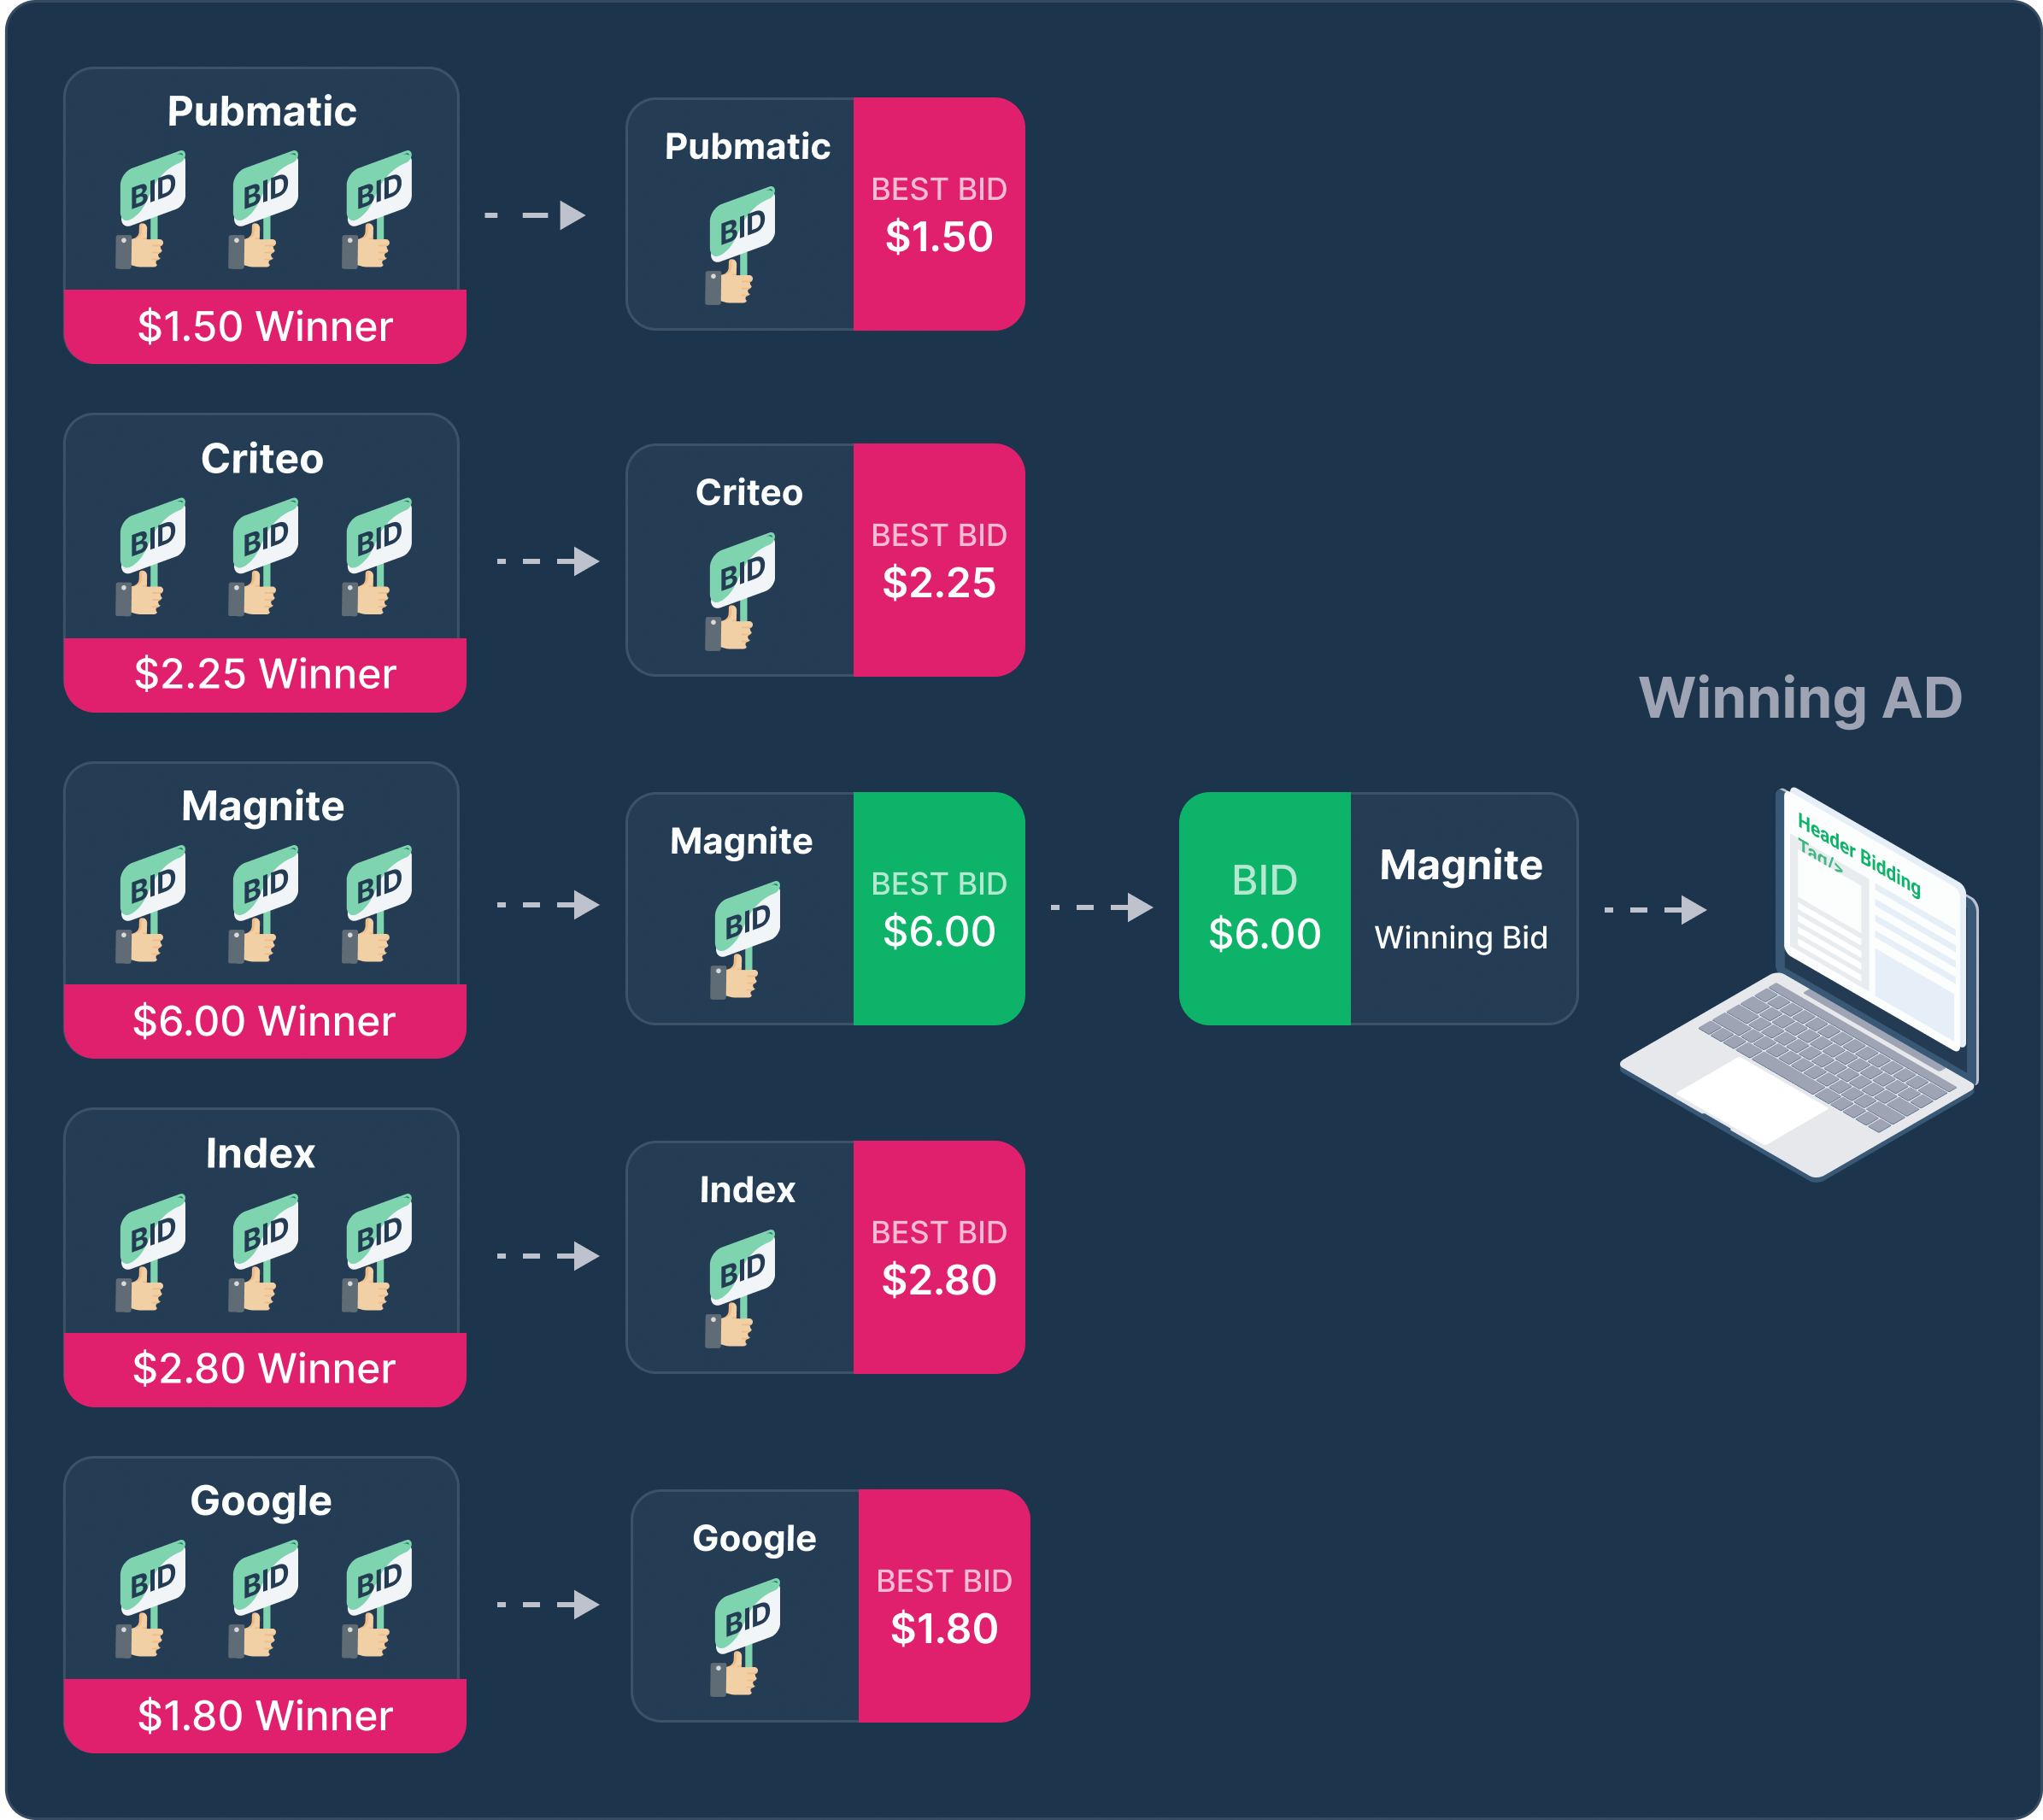 Pubmatic
BID BID BID
$1.50 Winner
Pubmatic
BID
BEST BID
$1.50
Criteo
BID BID BID
$2.25 Winner
Criteo
BID
BEST BID
$2.25
Magnite
BID BID BID
$6.00 Winner
Magnite
BID
BEST BID
$6.00
BID
$6.00
Magnite
Winning Bid
Winning AD
Header Bidding
Tag/>
Index
BID BID BID
$2.80 Winner
Index
BID
BEST BID
$2.80
Google
BID BID BID
$1.80 Winner
Google
BID
BEST BID
$1.80